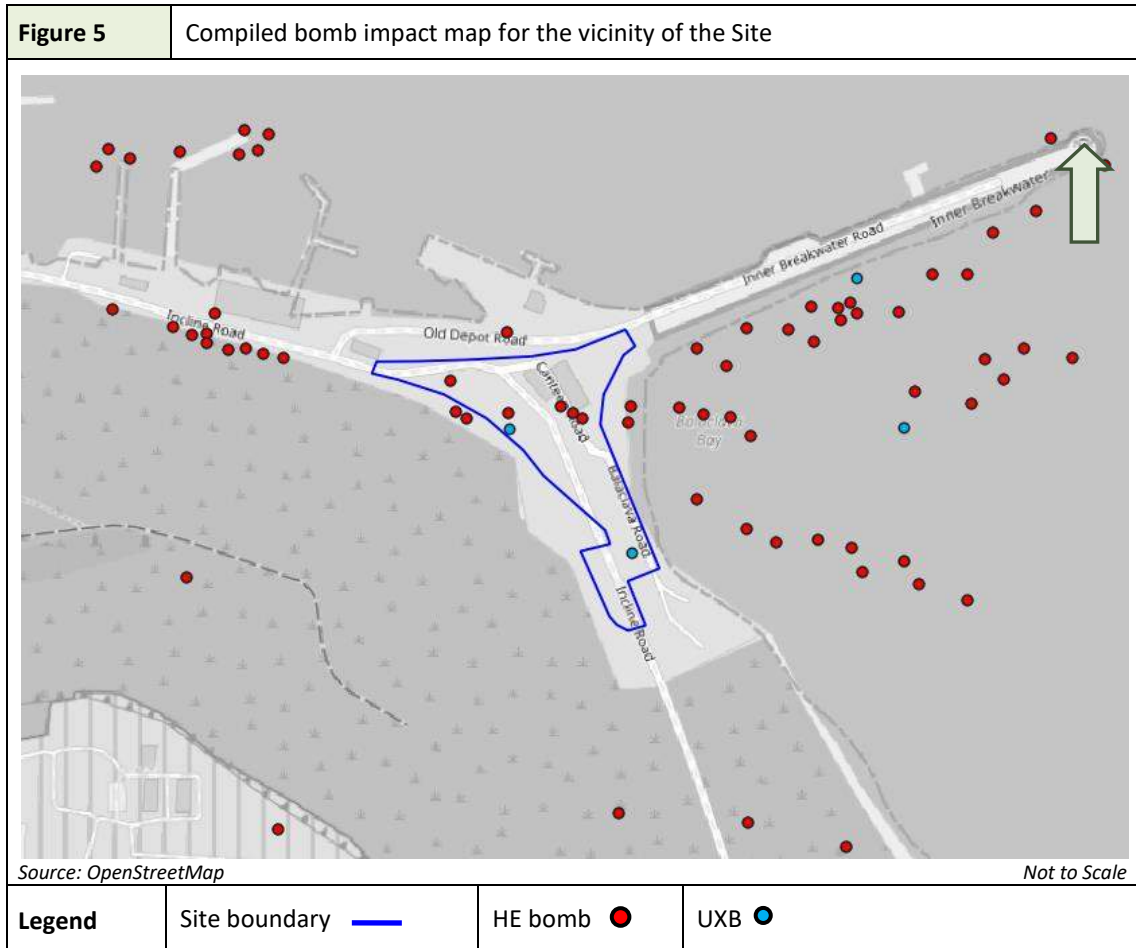 Figure 5 Compiled bomb impact map for the vicinity of the Site
Inner Breakwater
Inner Breakwater Road
Incline Road
Old Depot Road
Road
Balaclava
Bay
Balaclava Road
Incline Road
Source: OpenStreetMap Not to Scale
Legend Site boundary HE bomb UXB